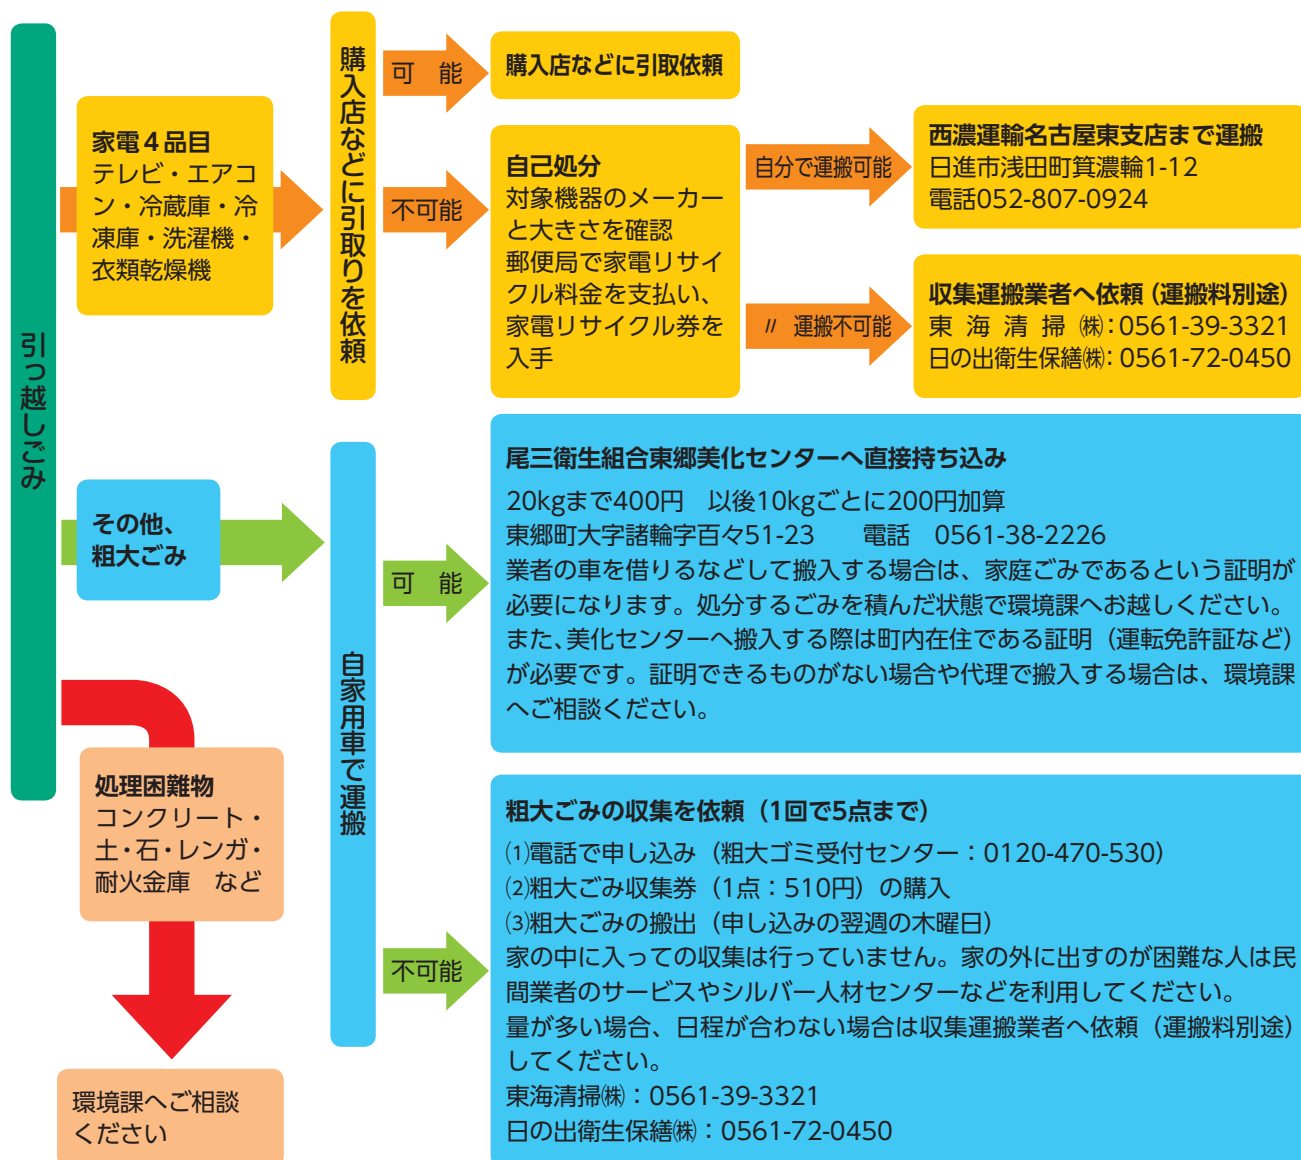 引っ越しごみ
家電４品目
テレビ・エアコ
ン・冷蔵庫・冷
凍庫・洗濯機・
衣類乾燥機
購入店などに引取りを依頼
可　能
購入店などに引取依頼
不可能
自己処分
対象機器のメーカー
と大きさを確認
郵便局で家電リサイ
クル料金を支払い、
家電リサイクル券を
入手
自分で運搬可能
西濃運輸名古屋東支店まで運搬
日進市浅田町箕濃輪1-12
電話052-807-0924
〃 運搬不可能
収集運搬業者へ依頼（運搬料別途）
東 海 清 掃 ㈱：0561-39-3321
日の出衛生保繕㈱：0561-72-0450
その他、
粗大ごみ
自家用車で運搬
可　能
尾三衛生組合東郷美化センターへ直接持ち込み
20kgまで400円　以後10kgごとに200円加算
東郷町大字諸輪字百々51-23　　電話　0561-38-2226
業者の車を借りるなどして搬入する場合は、家庭ごみであるという証明が
必要になります。処分するごみを積んだ状態で環境課へお越しください。
また、美化センターへ搬入する際は町内在住である証明（運転免許証など）
が必要です。証明できるものがない場合や代理で搬入する場合は、環境課
へご相談ください。
不可能
粗大ごみの収集を依頼（1回で5点まで）
⑴電話で申し込み（粗大ゴミ受付センター：0120-470-530）
⑵粗大ごみ収集券（1点：510円）の購入
⑶粗大ごみの搬出（申し込みの翌週の木曜日）
家の中に入っての収集は行っていません。家の外に出すのが困難な人は民
間業者のサービスやシルバー人材センターなどを利用してください。
量が多い場合、日程が合わない場合は収集運搬業者へ依頼（運搬料別途）
してください。
東海清掃㈱：0561-39-3321
日の出衛生保繕㈱：0561-72-0450
処理困難物
コンクリート・
土・石・レンガ・
耐火金庫　など
環境課へご相談
ください